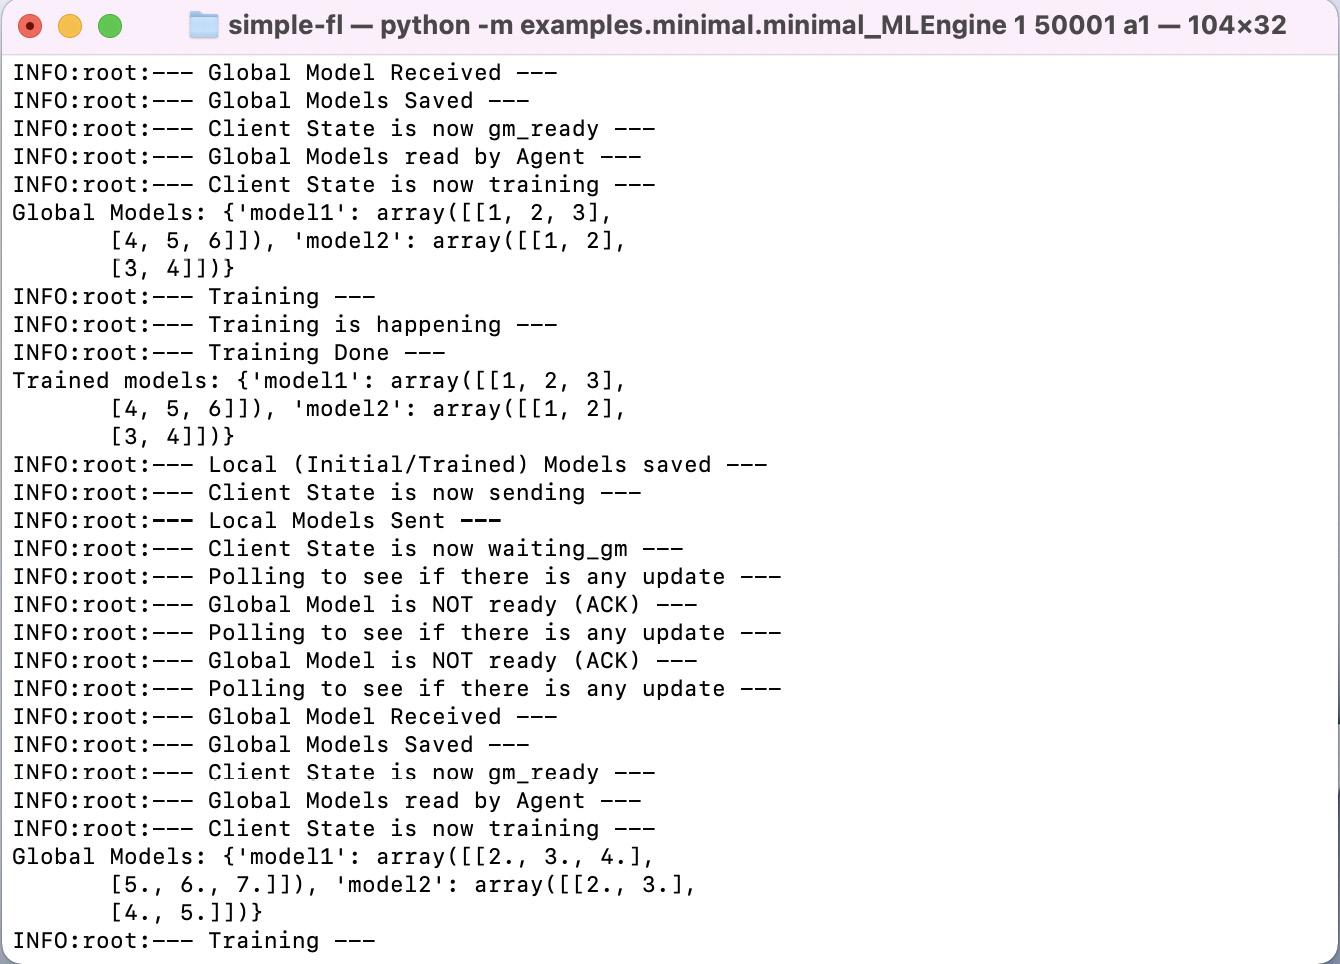 simple-fl — python -m examples.minimal.minimal_MLEngine 1 50001 a1 — 104×32
INFO:root:--- Global Model Received ---
INFO:root:--- Global Models Saved ---
INFO:root:--- Client State is now gm_ready ---
INFO:root:--- Global Models read by Agent ---
INFO:root:--- Client State is now training ---
Global Models: {'model1': array([[1, 2, 3],
       [4, 5, 6]]), 'model2': array([[1, 2],
       [3, 4]])}
INFO:root:--- Training ---
INFO:root:--- Training is happening ---
INFO:root:--- Training Done ---
Trained models: {'model1': array([[1, 2, 3],
       [4, 5, 6]]), 'model2': array([[1, 2],
       [3, 4]])}
INFO:root:--- Local (Initial/Trained) Models saved ---
INFO:root:--- Client State is now sending ---
INFO:root:--- Local Models Sent ---
INFO:root:--- Client State is now waiting_gm ---
INFO:root:--- Polling to see if there is any update ---
INFO:root:--- Global Model is NOT ready (ACK) ---
INFO:root:--- Polling to see if there is any update ---
INFO:root:--- Global Model is NOT ready (ACK) ---
INFO:root:--- Polling to see if there is any update ---
INFO:root:--- Global Model Received ---
INFO:root:--- Global Models Saved ---
INFO:root:--- Client State is now gm_ready ---
INFO:root:--- Global Models read by Agent ---
INFO:root:--- Client State is now training ---
Global Models: {'model1': array([[2., 3., 4.],
       [5., 6., 7.]]), 'model2': array([[2., 3.],
       [4., 5.]])}
INFO:root:--- Training ---